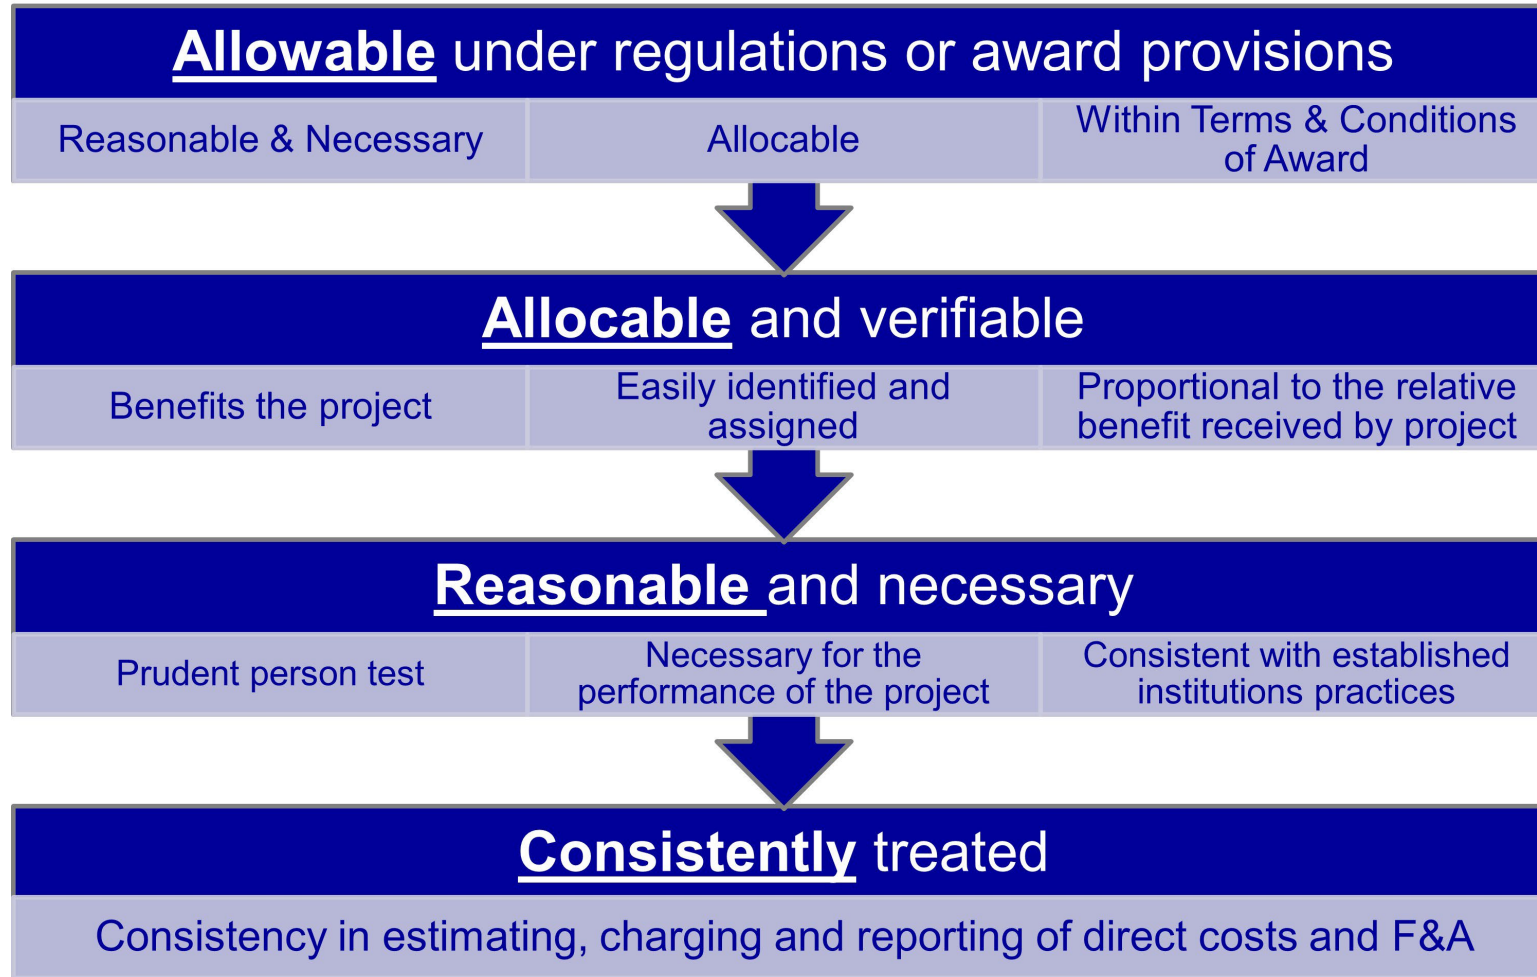 Allowable under regulations or award provisions
Reasonable & Necessary
Allocable
Within Terms & Conditions
of Award
Allocable and verifiable
Benefits the project
Easily identified and
assigned
Proportional to the relative
benefit received by project
Reasonable and necessary
Prudent person test
Necessary for the
performance of the project
Consistent with established
institutions practices
Consistently treated
Consistency in estimating, charging and reporting of direct costs and F&A